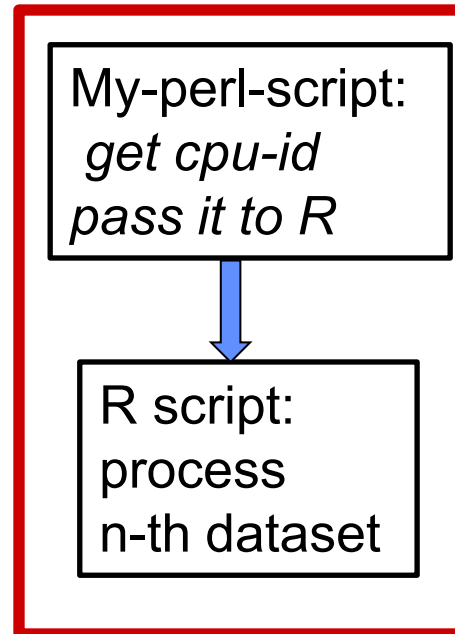 My-perl-script:
get cpu-id
pass it to R
R script:
process
n-th dataset